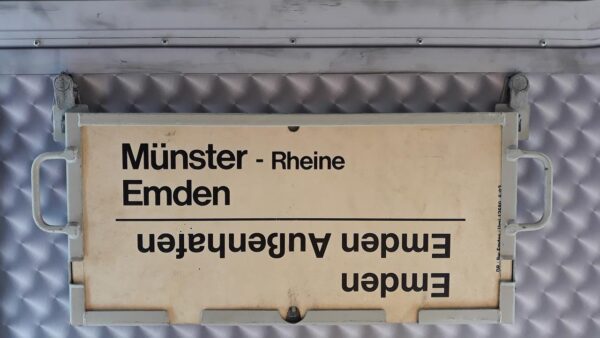 Münster - Rheine
Emden
Emden
Emden Außenhafen